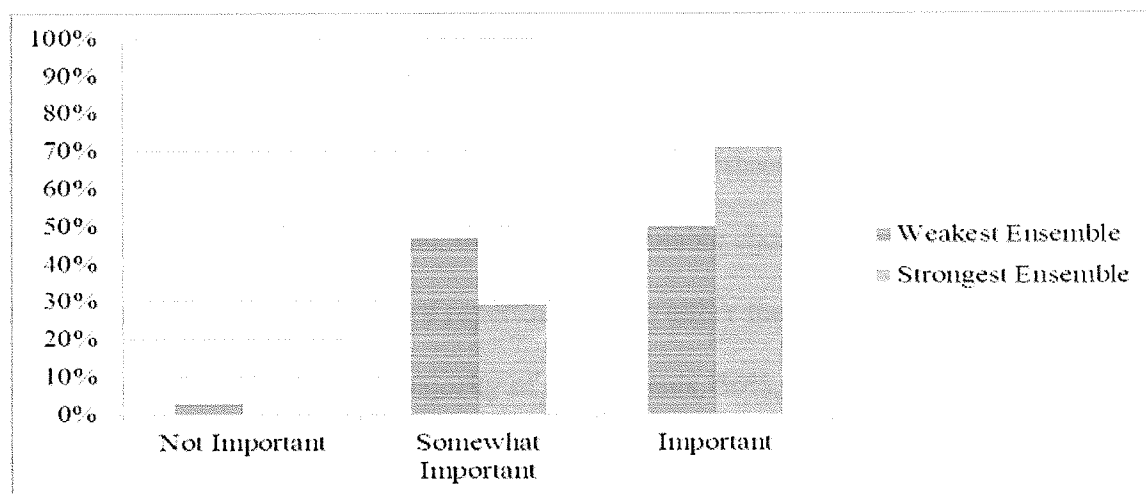 100%
90%
80%
70%
60%
50%
40%
30%
20%
10%
0%
Not Important
Somewhat
Important
Important
Weakest Ensemble
Strongest Ensemble